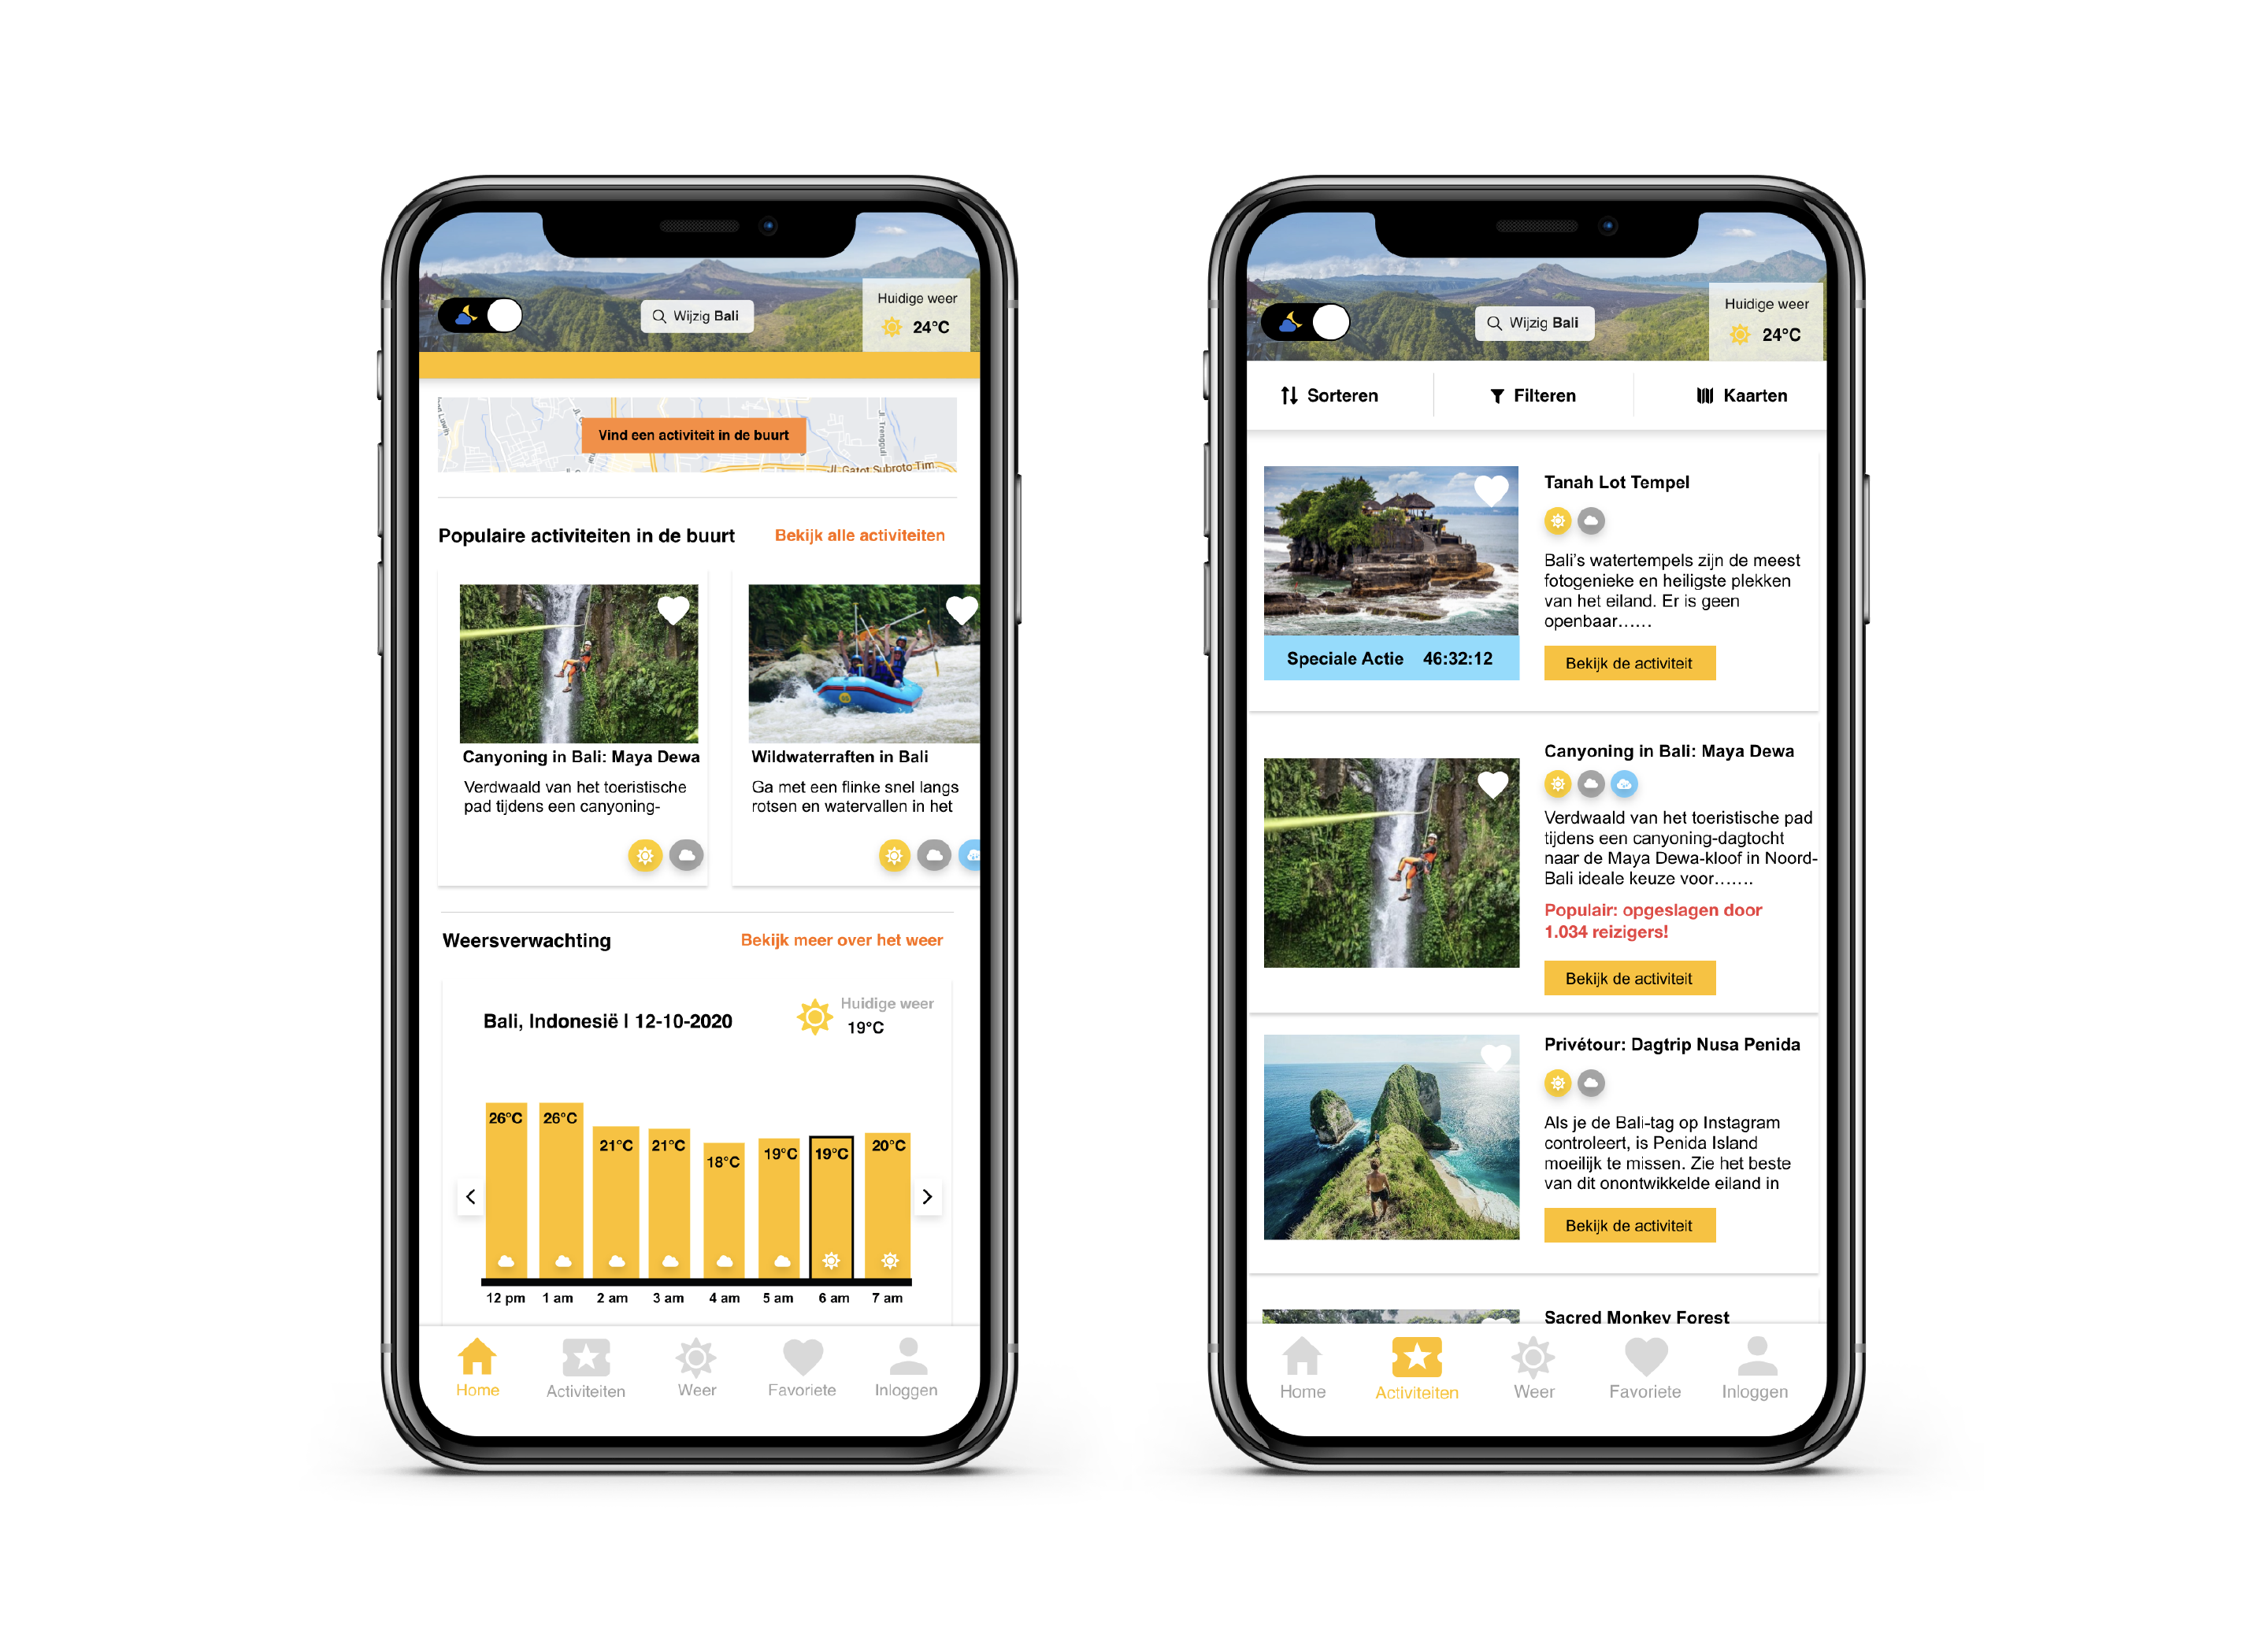 Huidige weer
Wijzig Bali
24°C
Vind een activiteit in de buurt
Jl. Trengguli
Jl. Gatot Subroto Tim.
Populaire activiteiten in de buurt
Bekijk alle activiteiten
Canyoning in Bali: Maya Dewa
Verdwaald van het toeristische
pad tijdens een canyoning-
Wildwaterraften in Bali
Ga met een flinke snel langs
rotsen en watervallen in het
Weersverwachting
Bekijk meer over het weer
Bali, Indonesië l 12-10-2020
Huidige weer
19°C
26°C 26°C 21°C 21°C 18°C 19°C 19°C 20°C
12 pm 1 am 2 am 3 am 4 am 5 am 6 am 7 am
Home Activiteiten Weer Favoriete Inloggen
Huidige weer
Wijzig Bali
24°C
Sorteren Filteren Kaarten
Tanah Lot Tempel
Bali’s watertempels zijn de meest
fotogenieke en heiligste plekken
van het eiland. Er is geen
openbaar......
Speciale Actie 46:32:12
Bekijk de activiteit
Canyoning in Bali: Maya Dewa
Verdwaald van het toeristische pad
tijdens een canyoning-dagtocht
naar de Maya Dewa-kloof in Noord-
Bali ideale keuze voor.......
Populair: opgeslagen door
1.034 reizigers!
Bekijk de activiteit
Privétour: Dagtrip Nusa Penida
Als je de Bali-tag op Instagram
controleert, is Penida Island
moeilijk te missen. Zie het beste
van dit onontwikkelde eiland in
Bekijk de activiteit
Sacred Monkey Forest
Home Activiteiten Weer Favoriete Inloggen